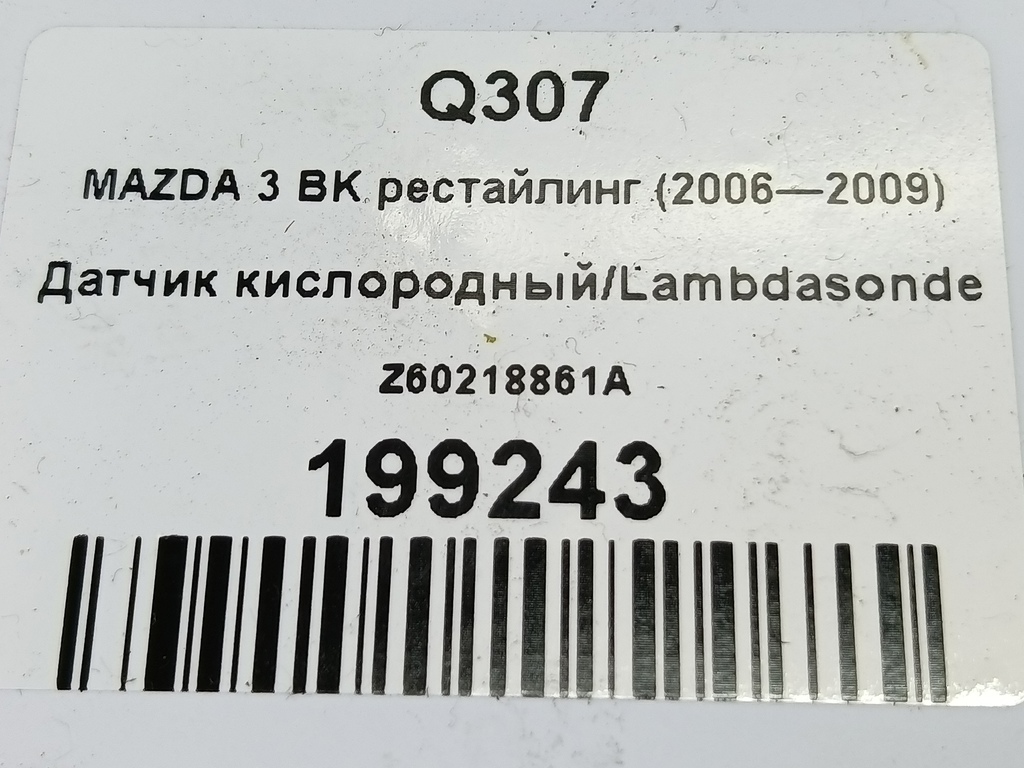 Q307
MAZDA 3 BK рестайлинг (2006—2009)
Датчик кислородный/Lambdasonde
Z60218861A
199243